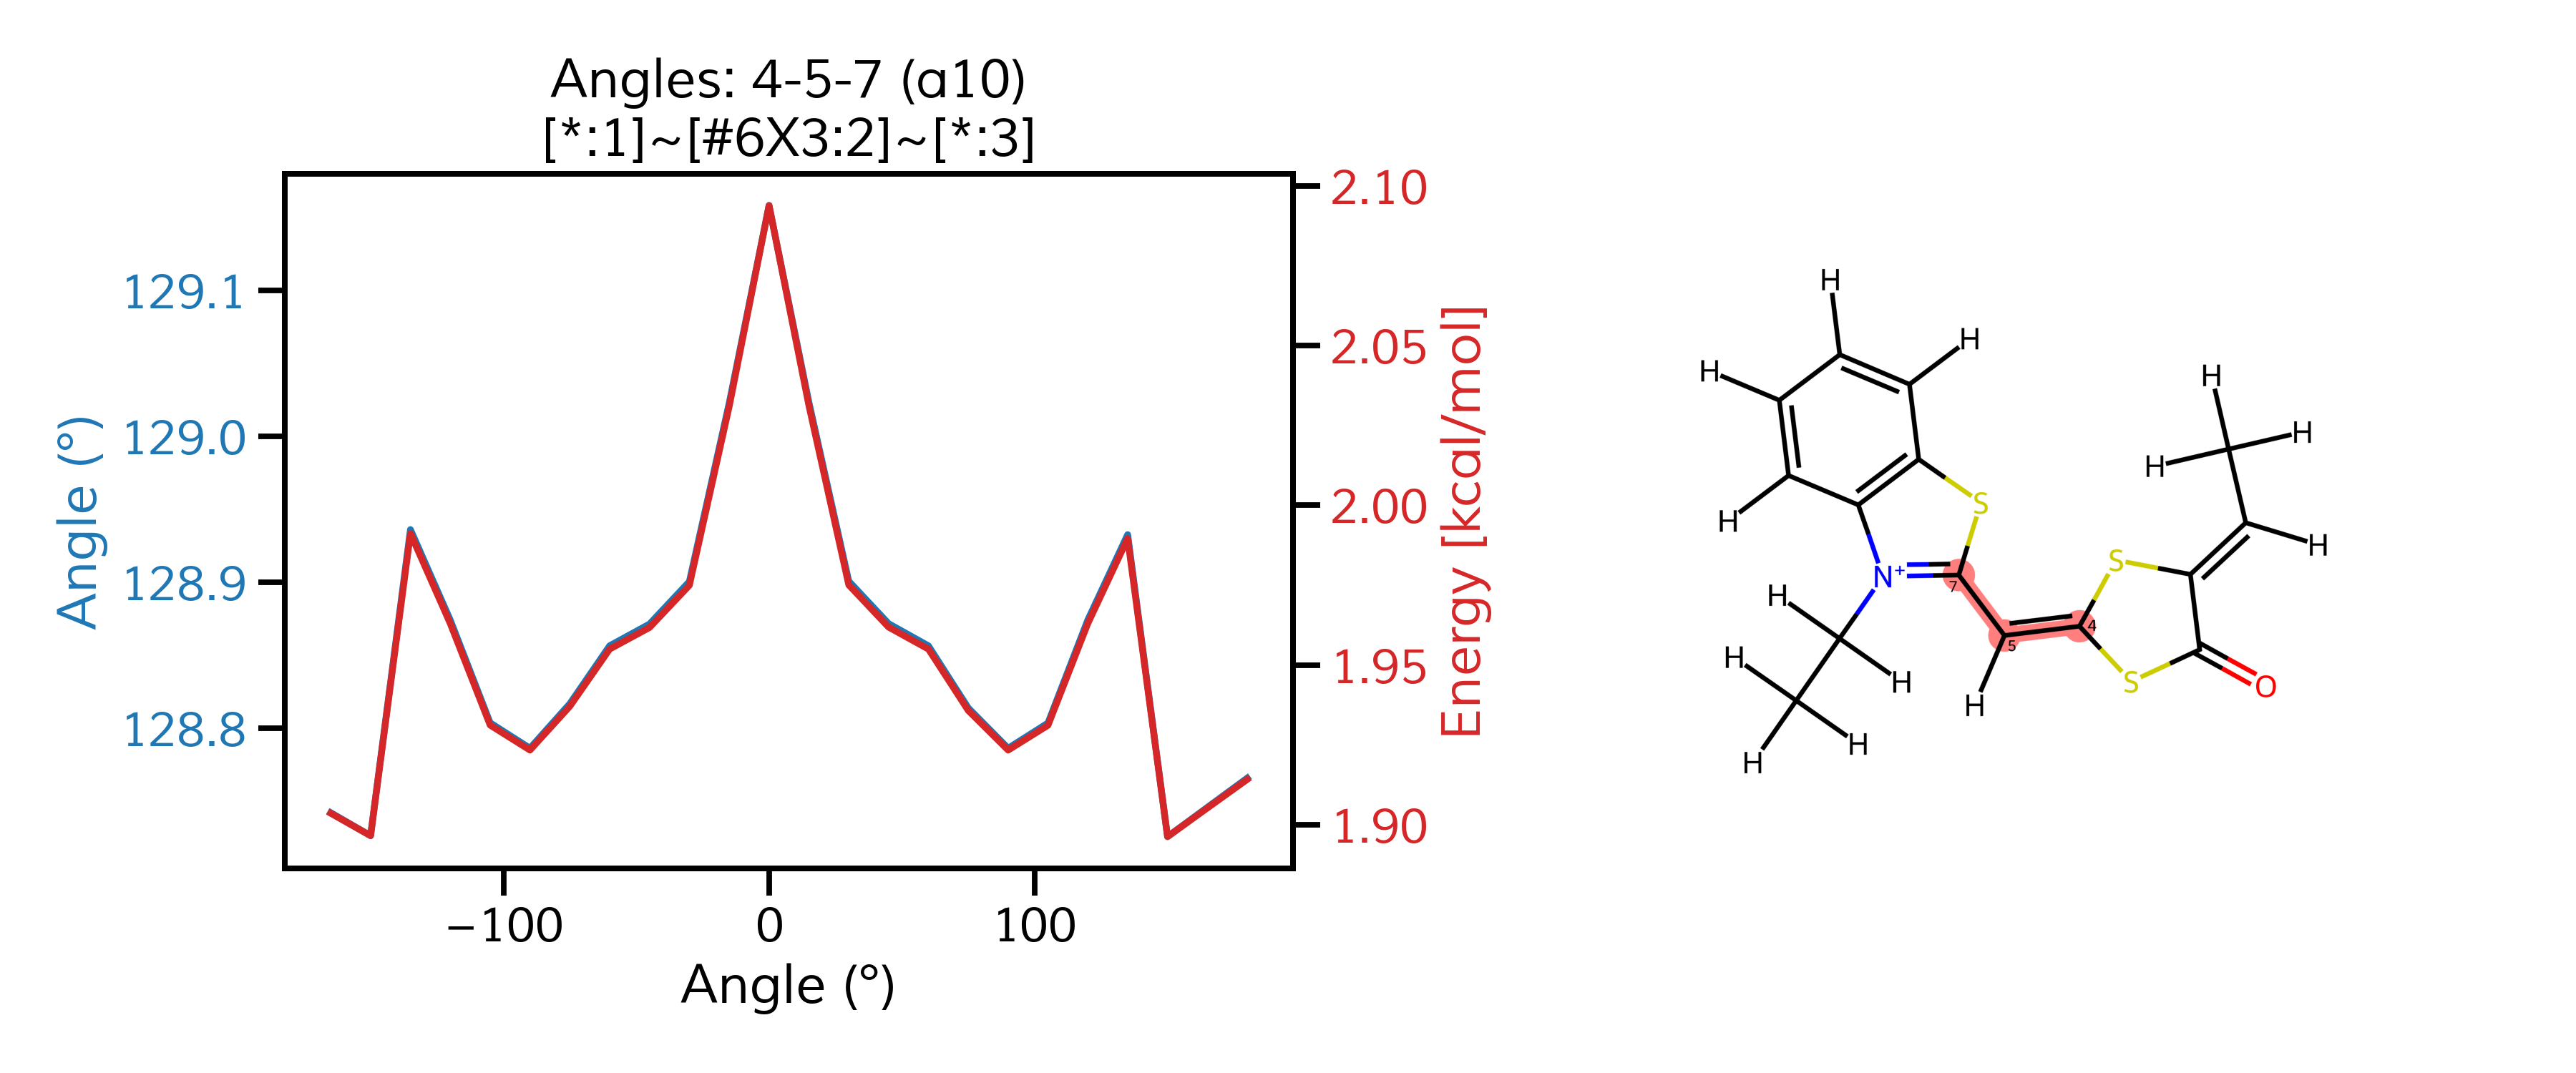 Angles: 4-5-7 (a10)
[*:1]~[#6X3:2]~[*:3]
Angle (°)
129.1
129.0
128.9
128.8
2.10
2.05
2.00
1.95
1.90
Energy [kcal/mol]
−100
0
100
Angle (°)
H
H
H
H
H
H
H
S
S
N+
7
H
H
4
5
S
O
H
H
H
H
H